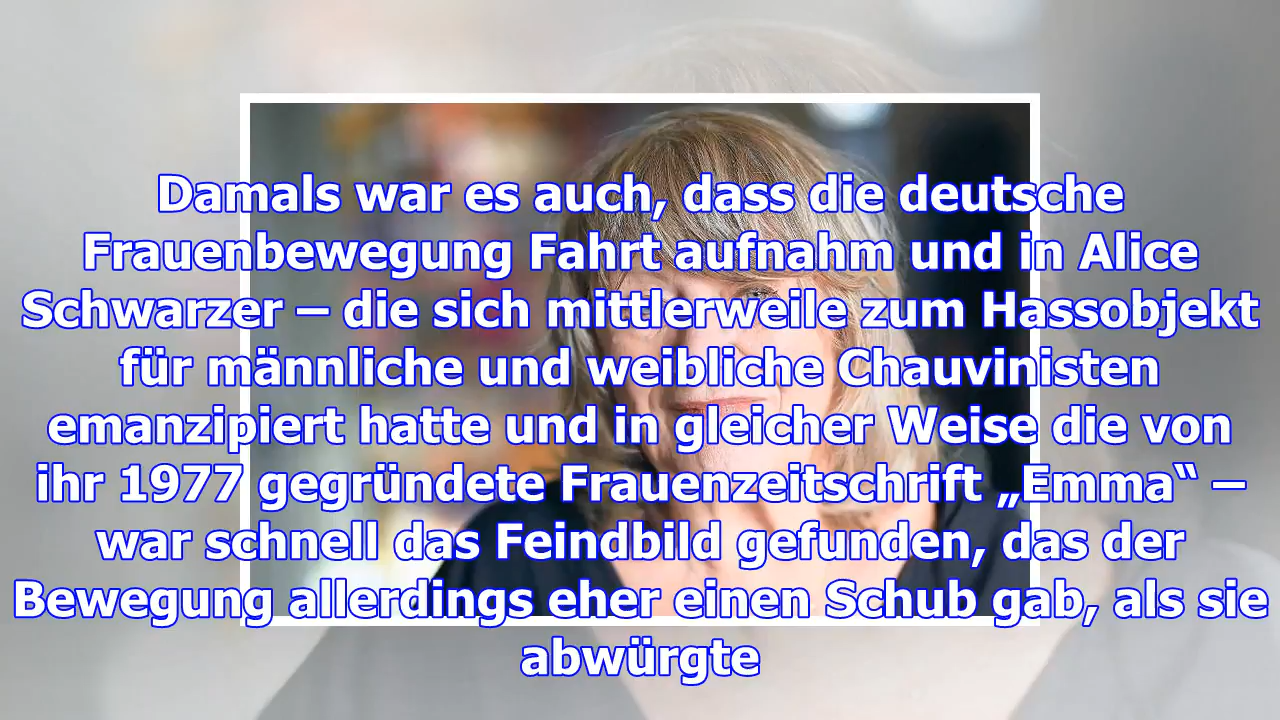 Damals war es auch, dass die deutsche
Frauenbewegung Fahrt aufnahm und in Alice
Schwarzer – die sich mittlerweile zum Hassobjekt
für männliche und weibliche Chauvinisten
emanzipiert hatte und in gleicher Weise die von
ihr 1977 gegründete Frauenzeitschrift „Emma“ –
war schnell das Feindbild gefunden, das der
Bewegung allerdings eher einen Schub gab, als sie
abwürgte